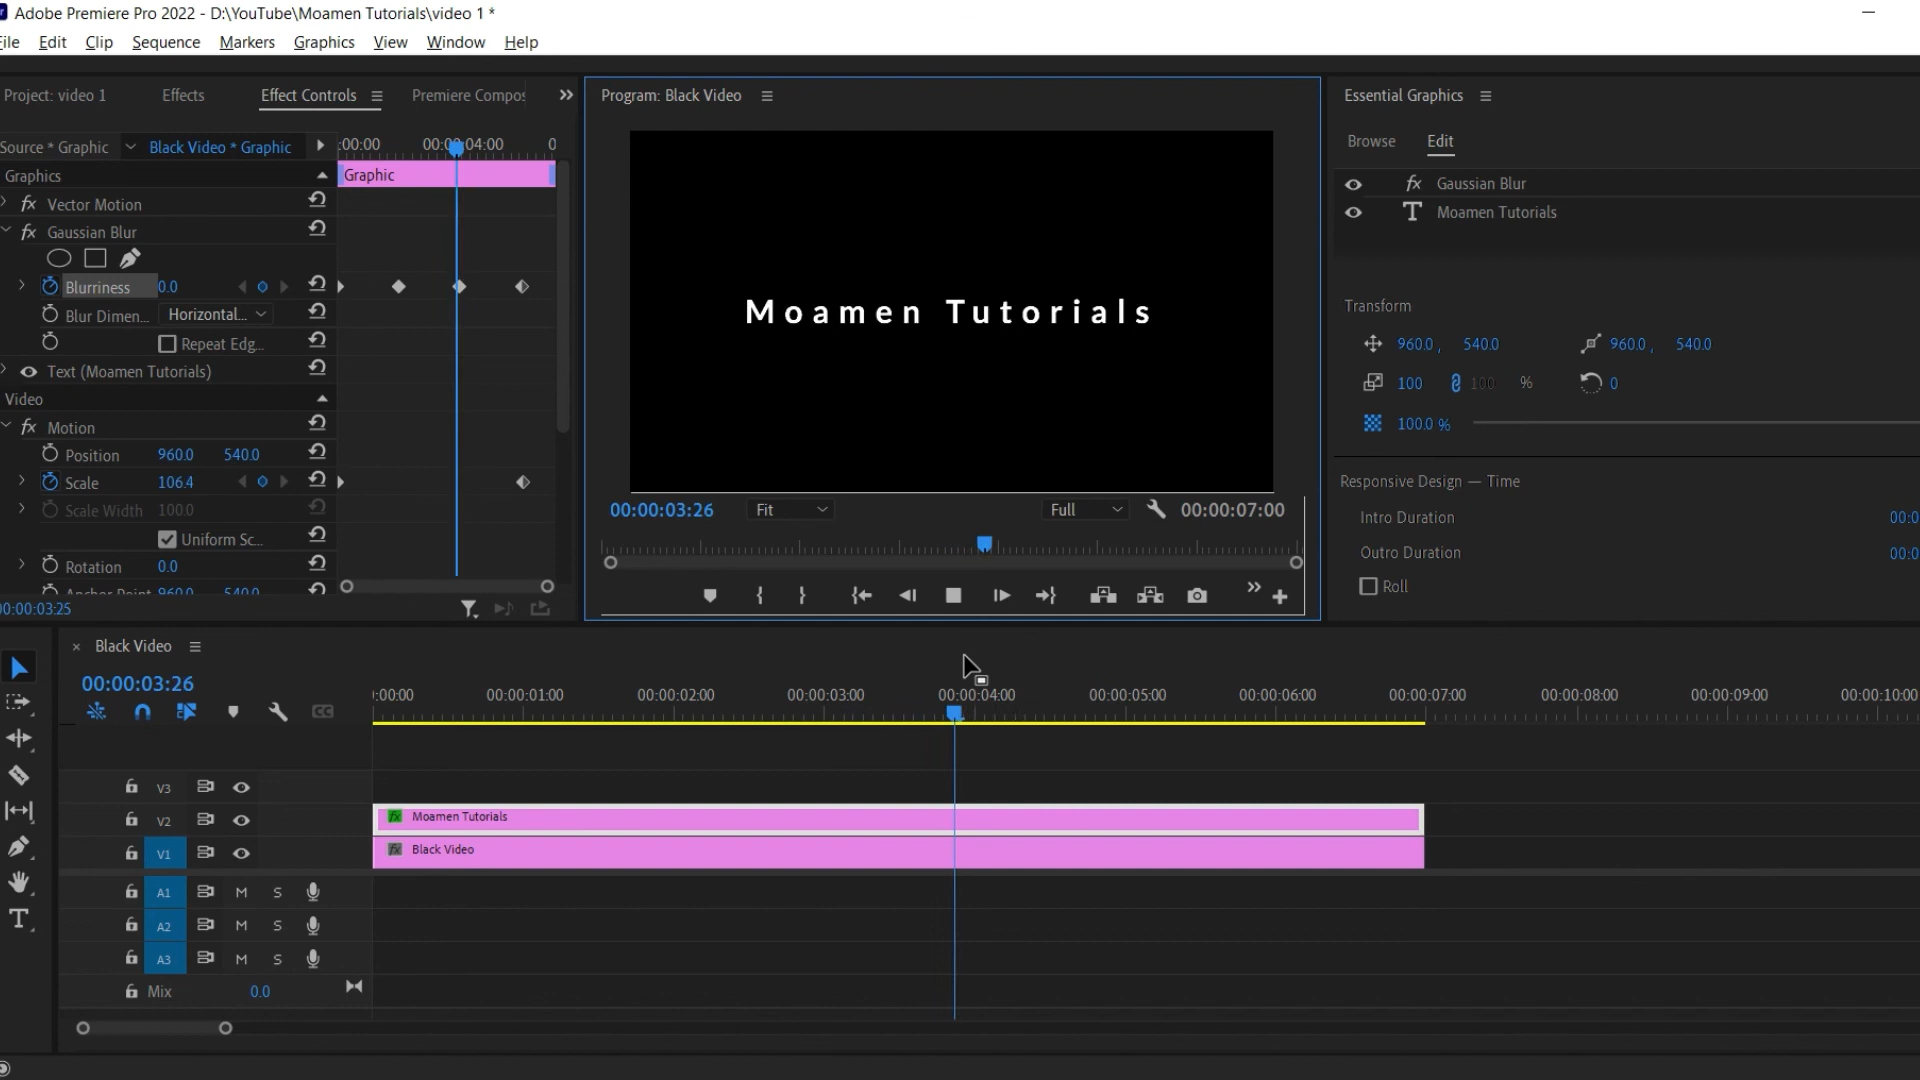 Adobe Premiere Pro 2022 - D:\YouTube\Moamen Tutorials\video 1 *
File Edit Clip Sequence Markers Graphics View Window Help
Project: video 1 Effects Effect Controls Premiere Compos
Program: Black Video
Essential Graphics
Browse Edit
Source * Graphic Black Video * Graphic
:00:00 00:00:04:00 0
Graphics
Graphic
fx Vector Motion
fx Gaussian Blur
Blurriness 0.0
Blur Dimen... Horizontal...
Repeat Edg...
Text (Moamen Tutorials)
Video
fx Motion
Position 960.0 540.0
Scale 106.4
Scale Width 100.0
Uniform Sc...
Rotation 0.0
Anchor Point 960.0 540.0
00:00:03:25
Moamen Tutorials
00:00:03:26 Fit Full 00:00:07:00
fx Gaussian Blur
T Moamen Tutorials
Transform
960.0 , 540.0 960.0 , 540.0
100 100 % 0
100.0 %
Responsive Design — Time
Intro Duration 00:0
Outro Duration 00:0
Roll
× Black Video
00:00:03:26
:00:00 00:00:01:00 00:00:02:00 00:00:03:00 00:00:04:00 00:00:05:00 00:00:06:00 00:00:07:00 00:00:08:00 00:00:09:00 00:00:10:00
CC
V3
V2 fx Moamen Tutorials
V1 fx Black Video
A1 M S
A2 M S
A3 M S
Mix 0.0